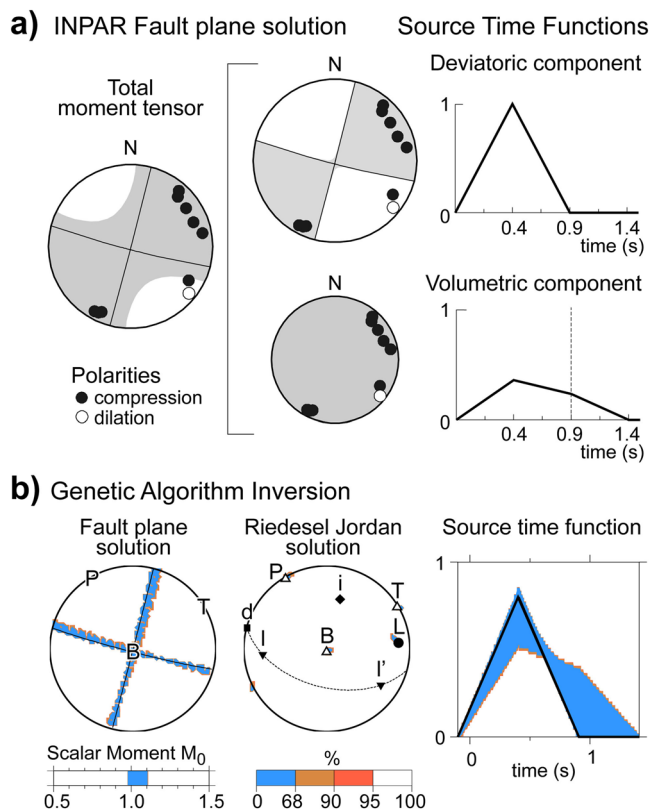 a) INPAR Fault plane solution
Source Time Functions
Total
moment tensor
N
N
N
Polarities
compression
dilation
Deviatoric component
1
0
0.4 0.9 1.4
time (s)
Volumetric component
1
0
0.4 0.9 1.4
time (s)
b) Genetic Algorithm Inversion
Fault plane
solution
P
T
B
Scalar Moment M0
0.5 1.0 1.5
Riedesel Jordan
solution
P
i
T
d
B
L
l
l'
%
0 68 90 95 100
Source time function
1
0
0 1
time (s)